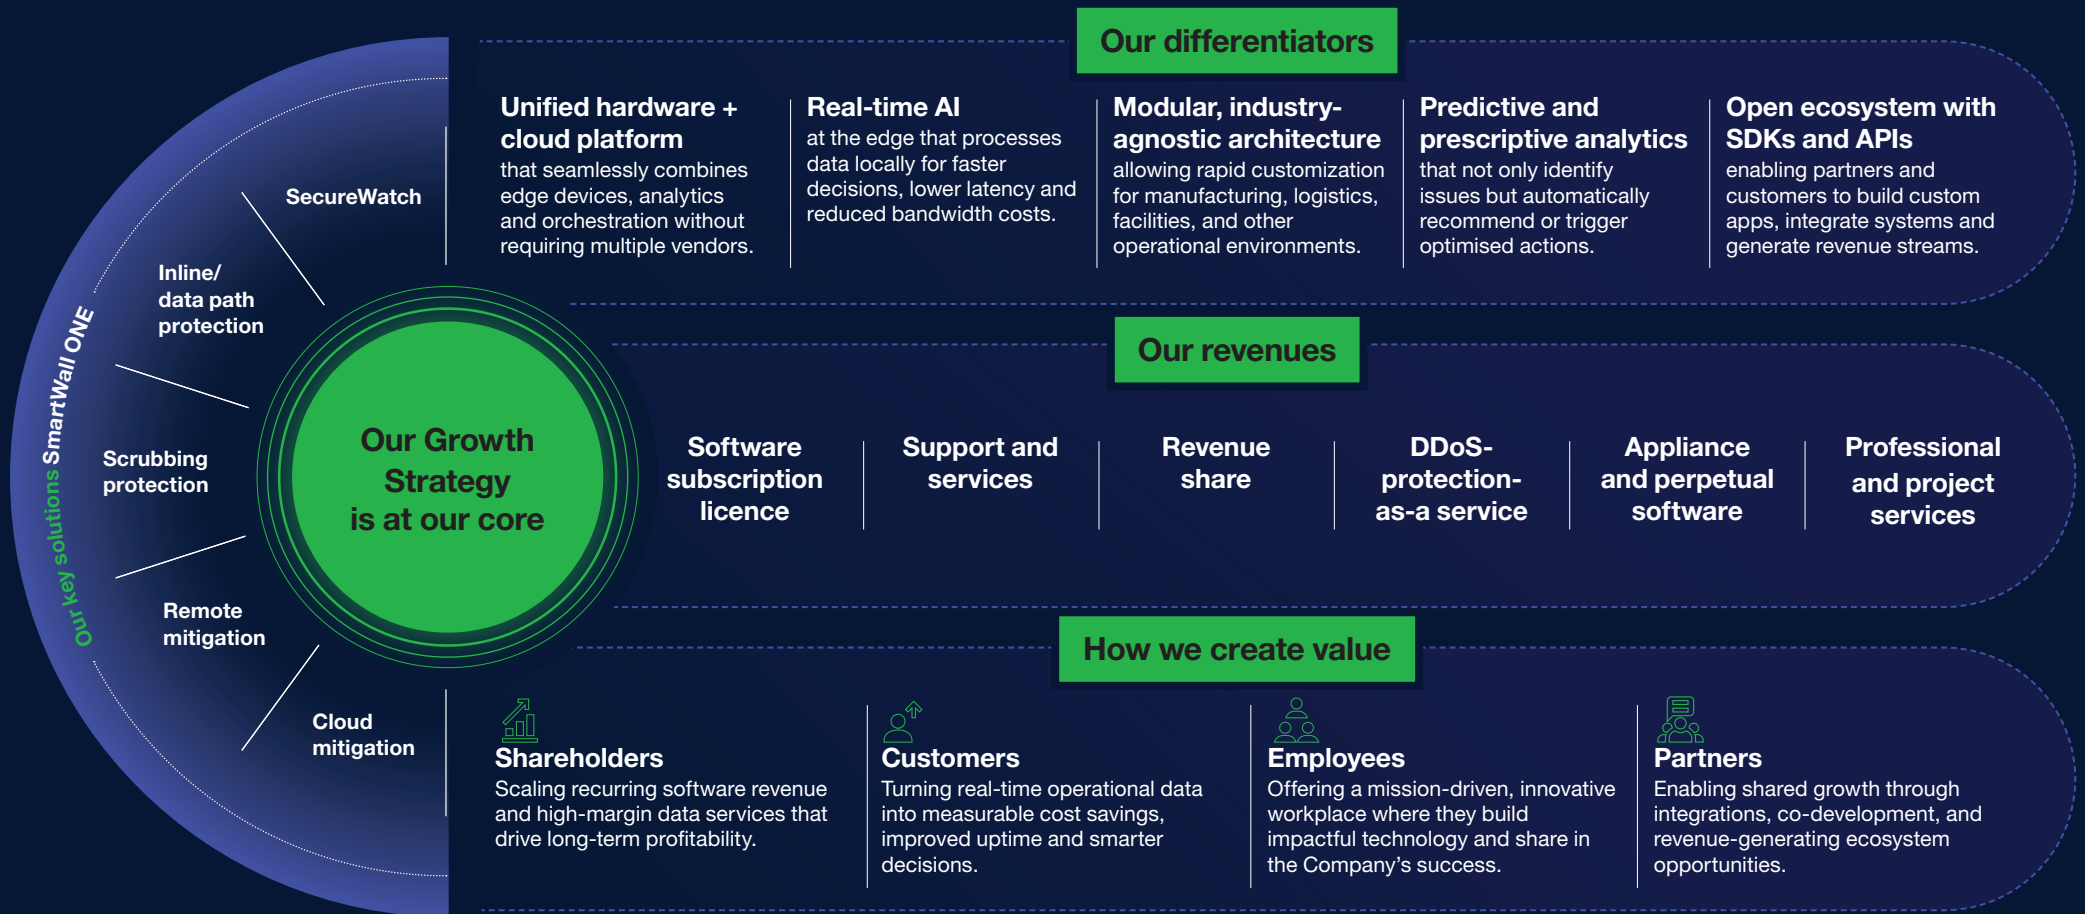 Our key solutions SmartWall ONE
SecureWatch
Inline/
data path
protection
Scrubbing
protection
Remote
mitigation
Cloud
mitigation
Our Growth
Strategy
is at our core
Our differentiators
Unified hardware +
cloud platform
that seamlessly combines
edge devices, analytics
and orchestration without
requiring multiple vendors.
Real-time AI
at the edge that processes
data locally for faster
decisions, lower latency and
reduced bandwidth costs.
Modular, industry-
agnostic architecture
allowing rapid customization
for manufacturing, logistics,
facilities, and other
operational environments.
Predictive and
prescriptive analytics
that not only identify
issues but automatically
recommend or trigger
optimised actions.
Open ecosystem with
SDKs and APIs
enabling partners and
customers to build custom
apps, integrate systems and
generate revenue streams.
Our revenues
Software
subscription
licence
Support and
services
Revenue
share
DDoS-
protection-
as-a service
Appliance
and perpetual
software
Professional
and project
services
How we create value
Shareholders
Scaling recurring software revenue
and high-margin data services that
drive long-term profitability.
Customers
Turning real-time operational data
into measurable cost savings,
improved uptime and smarter
decisions.
Employees
Offering a mission-driven, innovative
workplace where they build
impactful technology and share in
the Company's success.
Partners
Enabling shared growth through
integrations, co-development, and
revenue-generating ecosystem
opportunities.